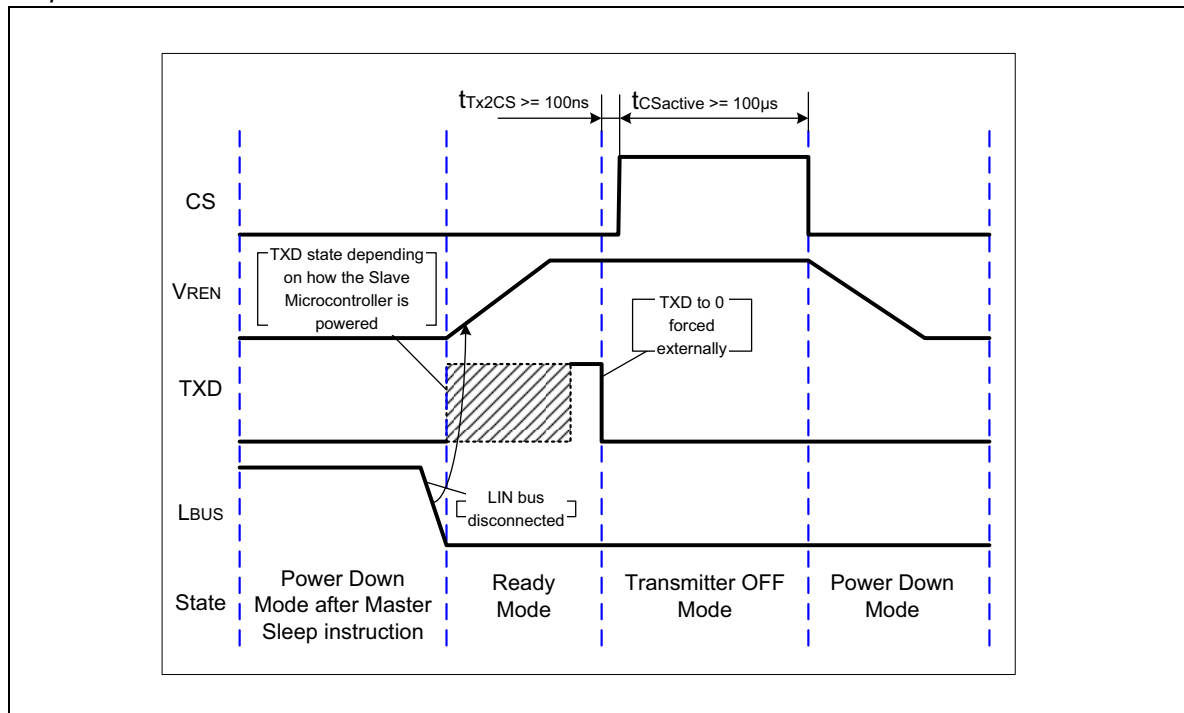 tTx2CS >= 100ns
tCSactive >= 100µs
CS
TXD state depending
on how the Slave
Microcontroller is
powered
VREN
TXD to 0
forced
externally
TXD
LIN bus
disconnected
LBUS
State
Power Down
Mode after Master
Sleep instruction
Ready
Mode
Transmitter OFF
Mode
Power Down
Mode